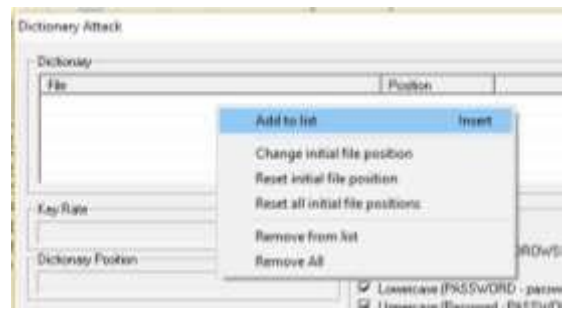 Dictionary Attack
Dictionary
File Position
Add to list Insert
Change initial file position
Reset initial file position
Reset all initial file positions
Remove from list
Remove All
Key Rate
Dictionary Position
Lowercase (PASSWORD -